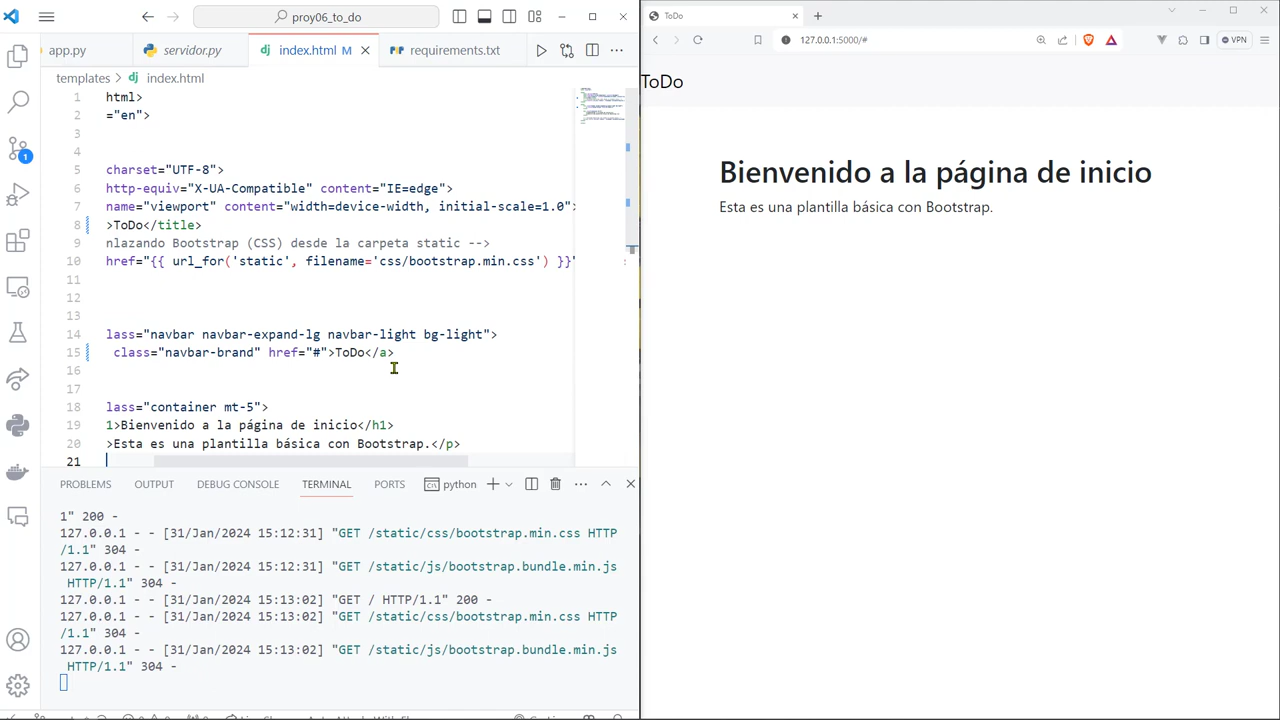 proy06_to_do
app.py
servidor.py
index.html M
requirements.txt
templates > index.html
1 html>
2 ="en">
3
4
5 charset="UTF-8">
6 http-equiv="X-UA-Compatible" content="IE=edge">
7 name="viewport" content="width=device-width, initial-scale=1.0">
8 >ToDo</title>
9 nlazando Bootstrap (CSS) desde la carpeta static -->
10 href="{{ url_for('static', filename='css/bootstrap.min.css') }}"
11
12
13
14 lass="navbar navbar-expand-lg navbar-light bg-light">
15 class="navbar-brand" href="#">ToDo</a>
16
17
18 lass="container mt-5">
19 1>Bienvenido a la página de inicio</h1>
20 >Esta es una plantilla básica con Bootstrap.</p>
21
1
PROBLEMS OUTPUT DEBUG CONSOLE TERMINAL PORTS python
1" 200 -
127.0.0.1 - - [31/Jan/2024 15:12:31] "GET /static/css/bootstrap.min.css HTTP
/1.1" 304 -
127.0.0.1 - - [31/Jan/2024 15:12:31] "GET /static/js/bootstrap.bundle.min.js
HTTP/1.1" 304 -
127.0.0.1 - - [31/Jan/2024 15:13:02] "GET / HTTP/1.1" 200 -
127.0.0.1 - - [31/Jan/2024 15:13:02] "GET /static/css/bootstrap.min.css HTTP
/1.1" 304 -
127.0.0.1 - - [31/Jan/2024 15:13:02] "GET /static/js/bootstrap.bundle.min.js
HTTP/1.1" 304 -
ToDo
127.0.0.1:5000/#
VPN
ToDo
Bienvenido a la página de inicio
Esta es una plantilla básica con Bootstrap.